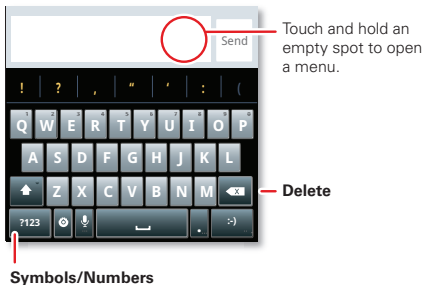 Touch and hold an
Send
empty spot to open
a menu.
! ? , " ' : (
1 2 3 4 5 6 7 8 9 0
Q W E R T Y U I O P
A S D F G H J K L
Z X C V B N M
Delete
?123 . :-)
Symbols/Numbers